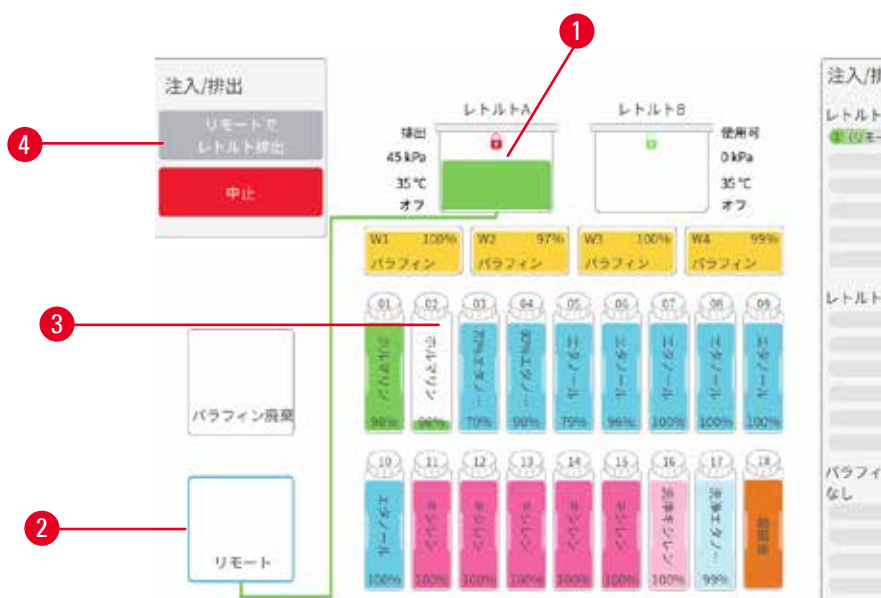 1
注入/排出
リモートで
レトルト排出
中止
4
レトルトA
排出
45 kPa
35 ℃
オフ
レトルトB
使用可
0 kPa
35 ℃
オフ
注入/排
レトルト
W1 100%
パラフィン
W2 97%
パラフィン
W3 100%
パラフィン
W4 99%
パラフィン
3
01
ホルマリン
98%
02
ホルマリン
98%
03
70%エタノ…
70%
04
90%エタノ…
90%
05
エタノール
79%
06
エタノール
96%
07
エタノール
100%
08
エタノール
100%
09
エタノール
100%
レトルト
パラフィン廃棄
2
リモート
10
エタノール
100%
11
キシレン
100%
12
キシレン
100%
13
キシレン
100%
14
キシレン
100%
15
キシレン
100%
16
洗浄キシレン
100%
17
洗浄エタノ…
99%
18
パラフィ
なし